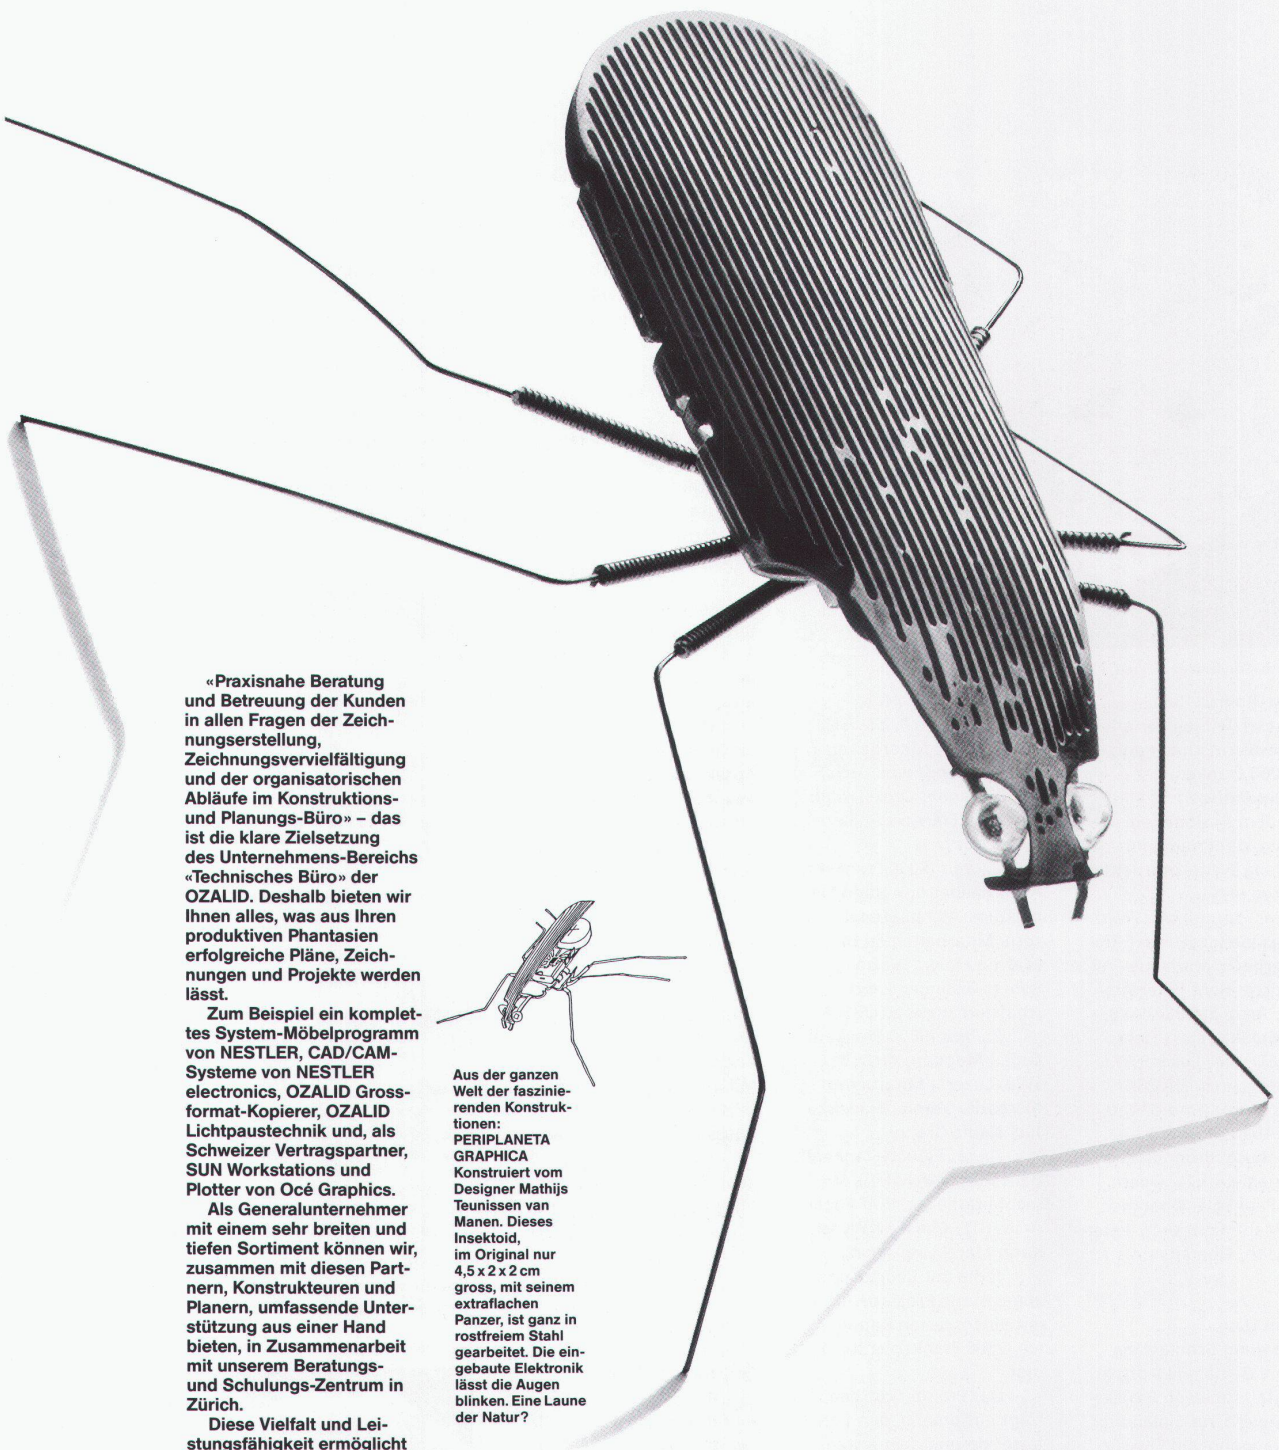 «Praxisnahe Beratung
und Betreuung der Kunden
in allen Fragen der Zeich-
nungserstellung,
Zeichnungsvervielfältigung
und der organisatorischen
Abläufe im Konstruktions-
und Planungs-Büro» – das
ist die klare Zielsetzung
des Unternehmens-Bereichs
«Technisches Büro» der
OZALID. Deshalb bieten wir
Ihnen alles, was aus Ihren
produktiven Phantasien
erfolgreiche Pläne, Zeich-
nungen und Projekte werden
lässt.
Zum Beispiel ein komplet-
tes System-Möbelprogramm
von NESTLER, CAD/CAM-
Systeme von NESTLER
electronics, OZALID Gross-
format-Kopierer, OZALID
Lichtpaustechnik und, als
Schweizer Vertragspartner,
SUN Workstations und
Plotter von Océ Graphics.
Als Generalunternehmer
mit einem sehr breiten und
tiefen Sortiment können wir,
zusammen mit diesen Part-
nern, Konstrukteuren und
Planern, umfassende Unter-
stützung aus einer Hand
bieten, in Zusammenarbeit
mit unserem Beratungs-
und Schulungs-Zentrum in
Zürich.
Diese Vielfalt und Lei-
stungsfähigkeit ermöglicht
Aus der ganzen
Welt der faszinie-
renden Konstruk-
tionen:
PERIPLANETA
GRAPHICA
Konstruiert vom
Designer Mathijs
Teunissen van
Manen. Dieses
Insektoid,
im Original nur
4,5 x 2 x 2 cm
gross, mit seinem
extraflachen
Panzer, ist ganz in
rostfreiem Stahl
gearbeitet. Die ein-
gebaute Elektronik
lässt die Augen
blinken. Eine Laune
der Natur?